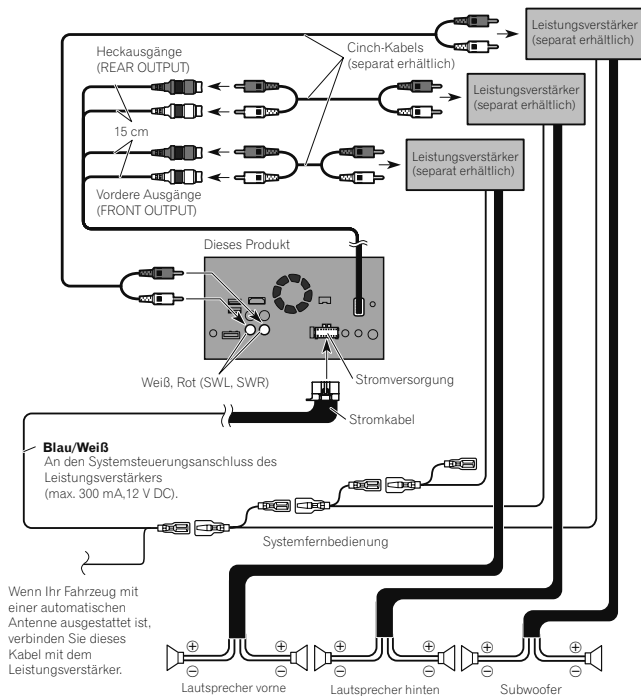 Leistungsverstärker
(separat erhältlich)
Heckausgänge
(REAR OUTPUT)
Cinch-Kabels
(separat erhältlich)
Leistungsverstärker
(separat erhältlich)
15 cm
Leistungsverstärker
(separat erhältlich)
Vordere Ausgänge
(FRONT OUTPUT)
Dieses Produkt
Weiß, Rot (SWL, SWR)
Stromversorgung
Stromkabel
Blau/Weiß
An den Systemsteuerungsanschluss des
Leistungsverstärkers
(max. 300 mA,12 V DC).
Systemfernbedienung
Wenn Ihr Fahrzeug mit
einer automatischen
Antenne ausgestattet ist,
verbinden Sie dieses
Kabel mit dem
Leistungsverstärker.
+ + + + + +
- - - - - -
Lautsprecher vorne
Lautsprecher hinten
Subwoofer